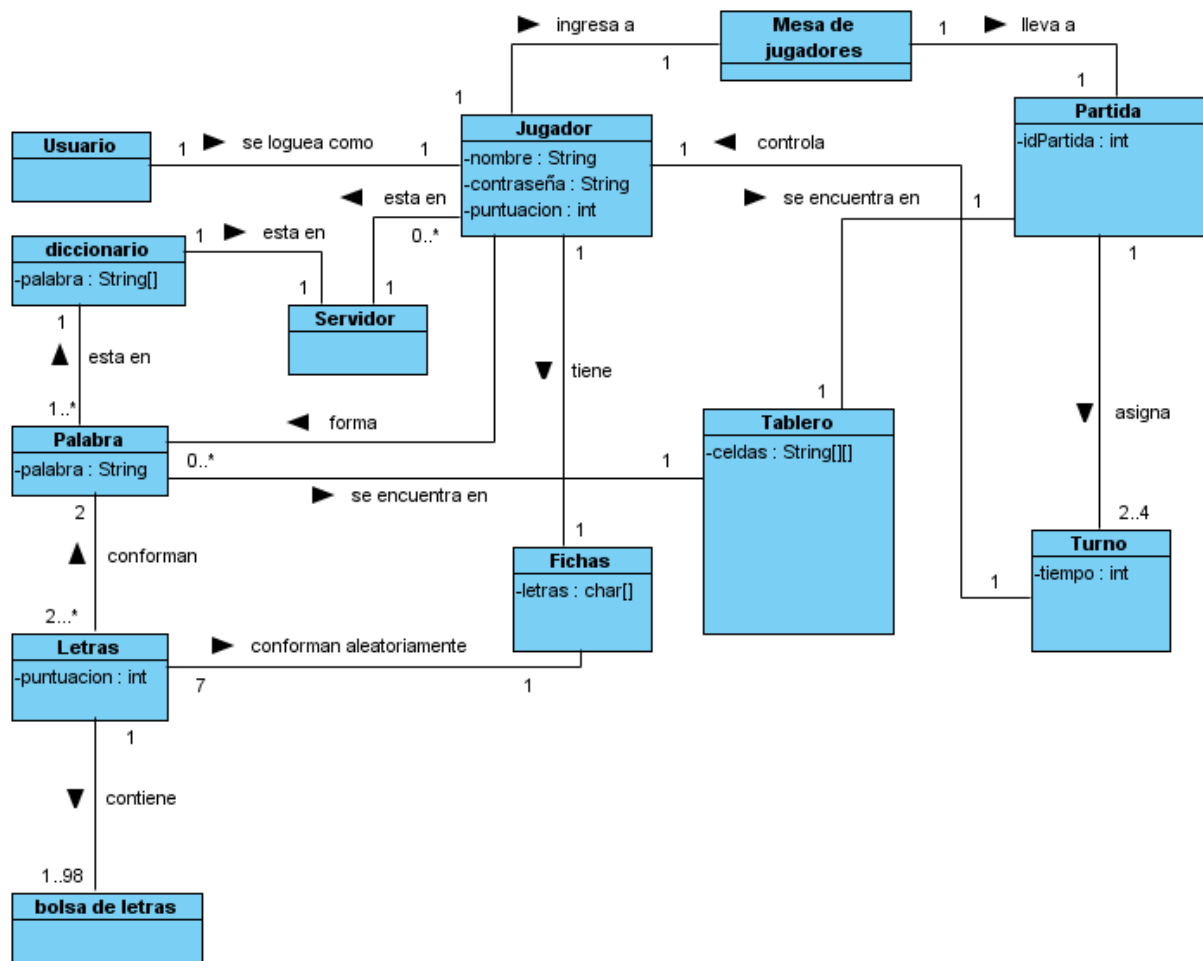 ingresa a
1
1
Mesa de
jugadores
1
lleva a
1
Usuario
1
se loguea como
1
Jugador
-nombre : String
-contraseña : String
-puntuacion : int
1
controla
Partida
-idPartida : int
esta en
0..*
se encuentra en
1
diccionario
-palabra : String[]
1
esta en
1
1
Servidor
1
1
1
esta en
tiene
1..*
forma
1
asigna
Palabra
-palabra : String
0..*
1
se encuentra en
Tablero
-celdas : String[][]
2
conforman
1
2..4
Fichas
-letras : char[]
Turno
-tiempo : int
1
2...*
Letras
-puntuacion : int
conforman aleatoriamente
7
1
1
contiene
1..98
bolsa de letras